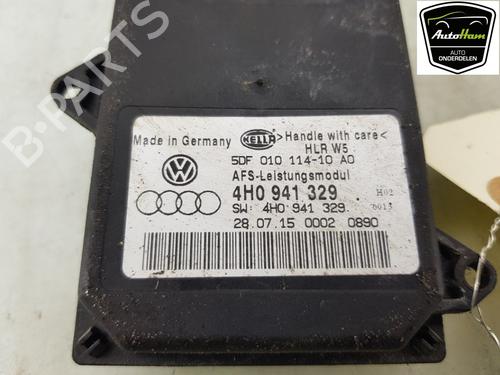 AutoHam
AUTO
ONDERDELEN
B-PARTS
Made in Germany
HELLA
>Handle with care<
HLR W5
5DF 010 114-10 AO
AFS-Leistungsmodul
4H0 941 329
H02
SW: 4H0 941 329.
0013
28.07.15 0002 0890